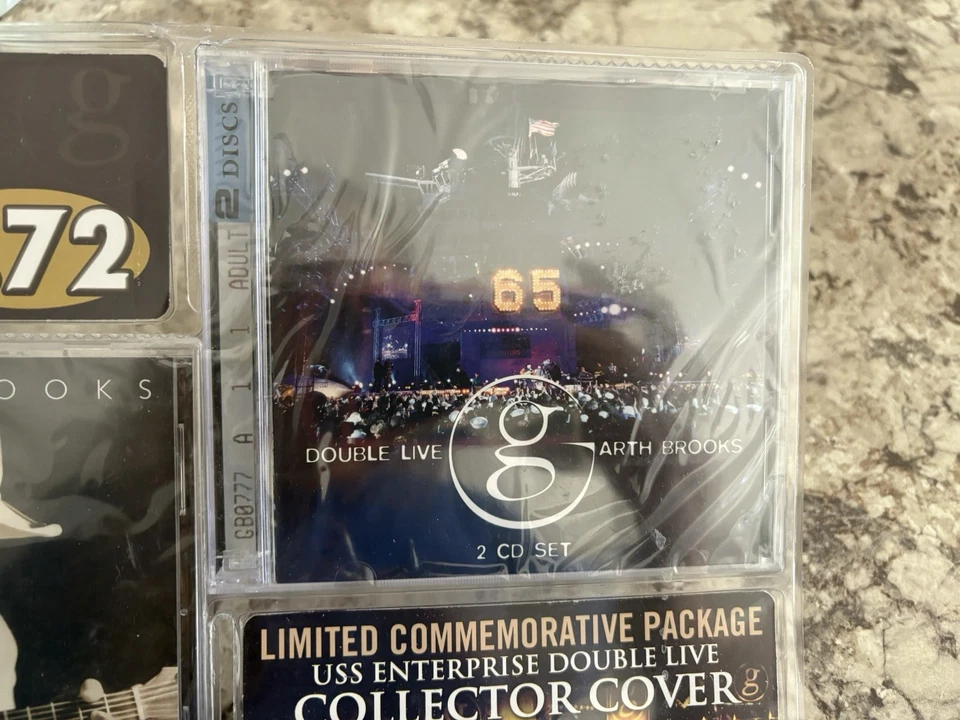 g
72
OOKS
2 DISCS
GB0777 A 1 1 ADULT
65
DOUBLE LIVE g ARTH BROOKS
2 CD SET
LIMITED COMMEMORATIVE PACKAGE
USS ENTERPRISE DOUBLE LIVE
COLLECTOR COVER g